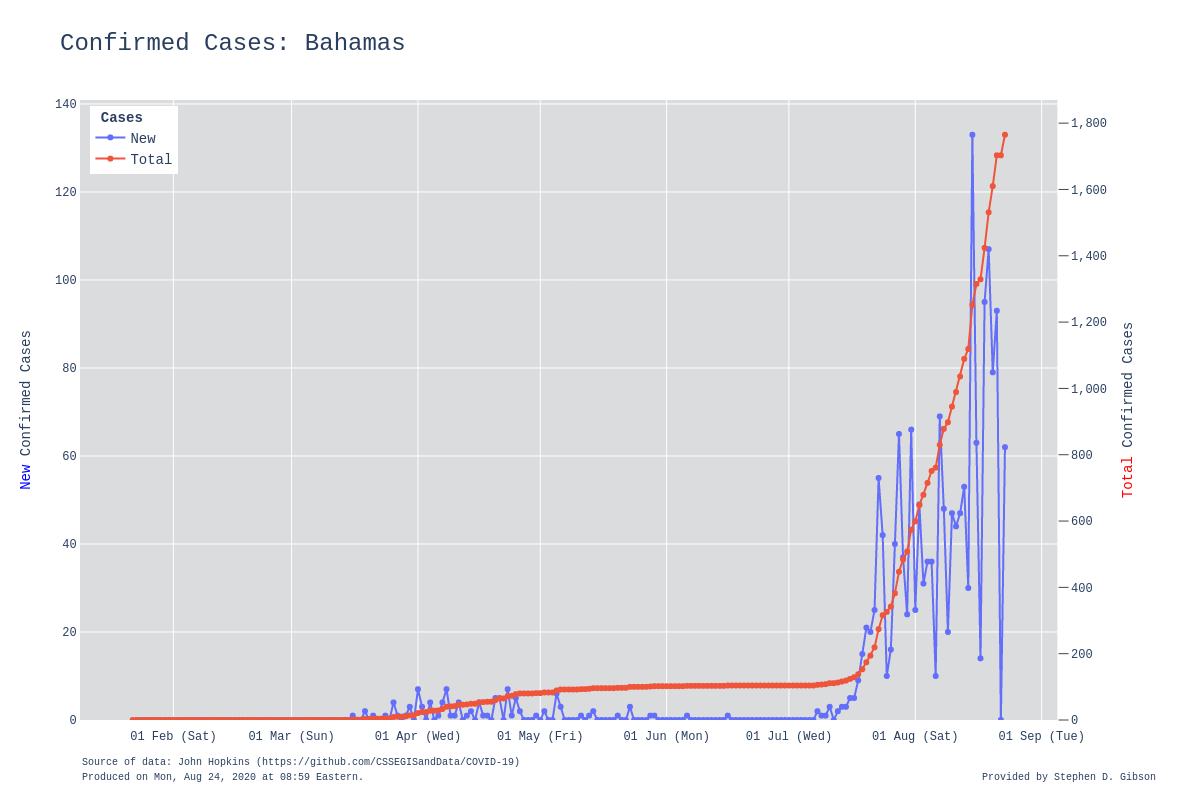 Confirmed Cases: Bahamas
Cases
New
Total
140
120
100
80
60
40
20
0
1,800
1,600
1,400
1,200
1,000
800
600
400
200
0
New Confirmed Cases
Total Confirmed Cases
01 Feb (Sat) 01 Mar (Sun) 01 Apr (Wed) 01 May (Fri) 01 Jun (Mon) 01 Jul (Wed) 01 Aug (Sat) 01 Sep (Tue)
Source of data: John Hopkins (https://github.com/CSSEGISandData/COVID-19)
Produced on Mon, Aug 24, 2020 at 08:59 Eastern.
Provided by Stephen D. Gibson